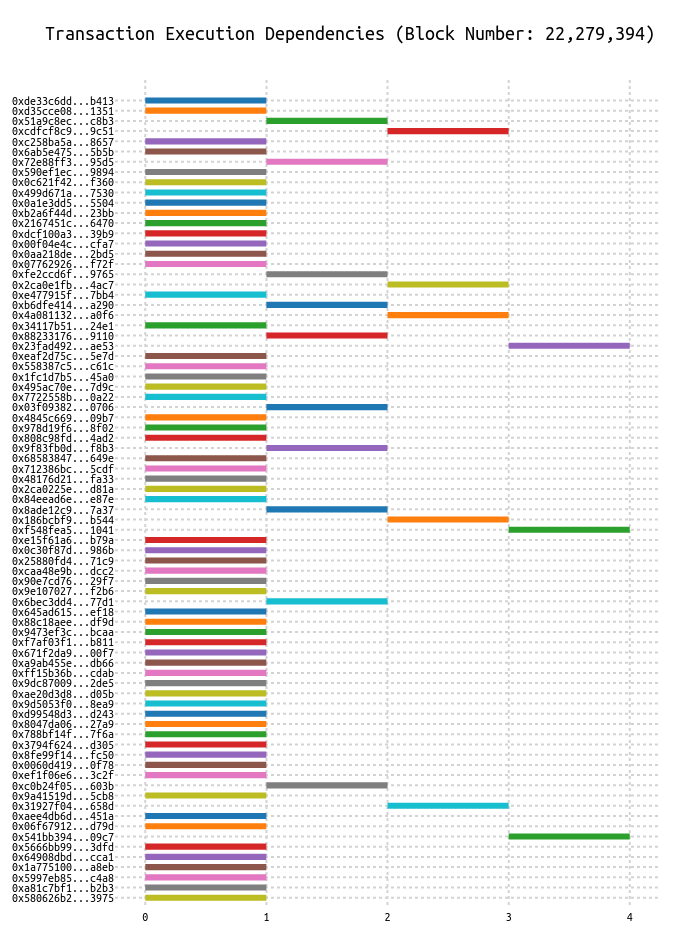 Transaction Execution Dependencies (Block Number: 22,279,394)
0xde33c6dd...b413
0xd35cce08...1351
0x51a9c8ec...c8b3
0xcdfcf8c9...9c51
0xc258ba5a...8657
0x6ab5e475...5b5b
0x72e88ff3...95d5
0x590ef1ec...9894
0x0c621f42...f360
0x499d671a...7530
0x0a1e3dd5...5504
0xb2a6f44d...23bb
0x2167451c...6470
0xdcf100a3...39b9
0x00f04e4c...cfa7
0x0aa218de...2bd5
0x07762926...f72f
0xfe2ccd6f...9765
0x2ca0e1fb...4ac7
0xe477915f...7bb4
0xb6dfe414...a290
0x4a081132...a0f6
0x34117b51...24e1
0x88233176...9110
0x23fad492...ae53
0xeaf2d75c...5e7d
0x558387c5...c61c
0x1fc1d7b5...45a0
0x495ac70e...7d9c
0x7722558b...0a22
0x03f09382...0706
0x4845c669...09b7
0x978d19f6...8f02
0x808c98fd...4ad2
0x9f83fb0d...f8b3
0x68583847...649e
0x712386bc...5cdf
0x48176d21...fa33
0x2ca0225e...d81a
0x84eead6e...e87e
0x8ade12c9...7a37
0x186bcbf9...b544
0xf548fea5...1041
0xe15f61a6...b79a
0x0c30f87d...986b
0x25880fd4...71c9
0xcaa48e9b...dcc2
0x90e7cd76...29f7
0x9e107027...f2b6
0x6bec3dd4...77d1
0x645ad615...ef18
0x88c18aee...df9d
0x9473ef3c...bcaa
0xf7af03f1...b811
0x671f2da9...00f7
0xa9ab455e...db66
0xff15b36b...cdab
0x9dc87009...2de5
0xae20d3d8...d05b
0x9d5053f0...8ea9
0xd99548d3...d243
0x8047da06...27a9
0x788bf14f...7f6a
0x3794f624...d305
0x8fe99f14...fc50
0x0060d419...0f78
0xef1f06e6...3c2f
0xc0b24f05...603b
0x9a41519d...5cb8
0x31927f04...658d
0xaee4db6d...451a
0x06f67912...d79d
0x541bb394...09c7
0x5666bb99...3dfd
0x64908dbd...cca1
0x1a775100...a8eb
0x5997eb85...c4a8
0xa81c7bf1...b2b3
0x580626b2...3975
0 1 2 3 4